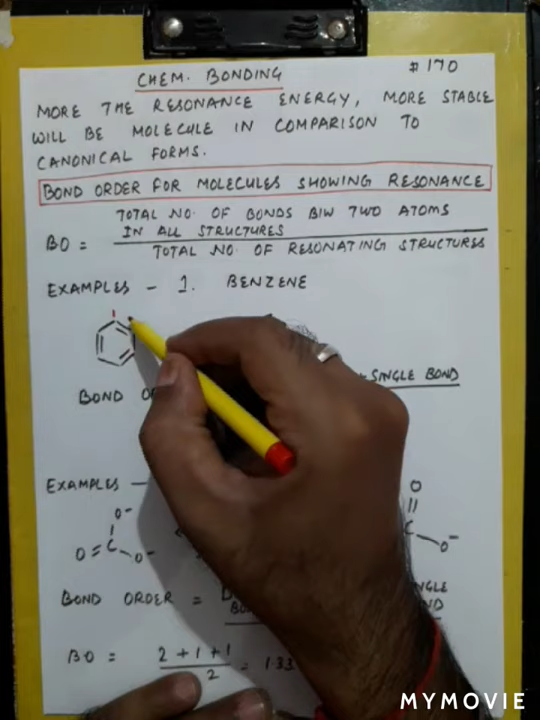 CHEM. BONDING
#170
MORE THE RESONANCE ENERGY, MORE STABLE
WILL BE MOLECULE IN COMPARISON TO
CANONICAL FORMS.
BOND ORDER FOR MOLECULES SHOWING RESONANCE
BO = TOTAL NO. OF BONDS B/W TWO ATOMS
IN ALL STRUCTURES
TOTAL NO. OF RESONATING STRUCTURES
EXAMPLES - 1. BENZENE
SINGLE BOND
BOND
EXAMPLES -
O⁻
O=C
O⁻
O
C
O⁻
BOND ORDER =
BO = 2+1+1
2
= 1.33
MYMOVIE